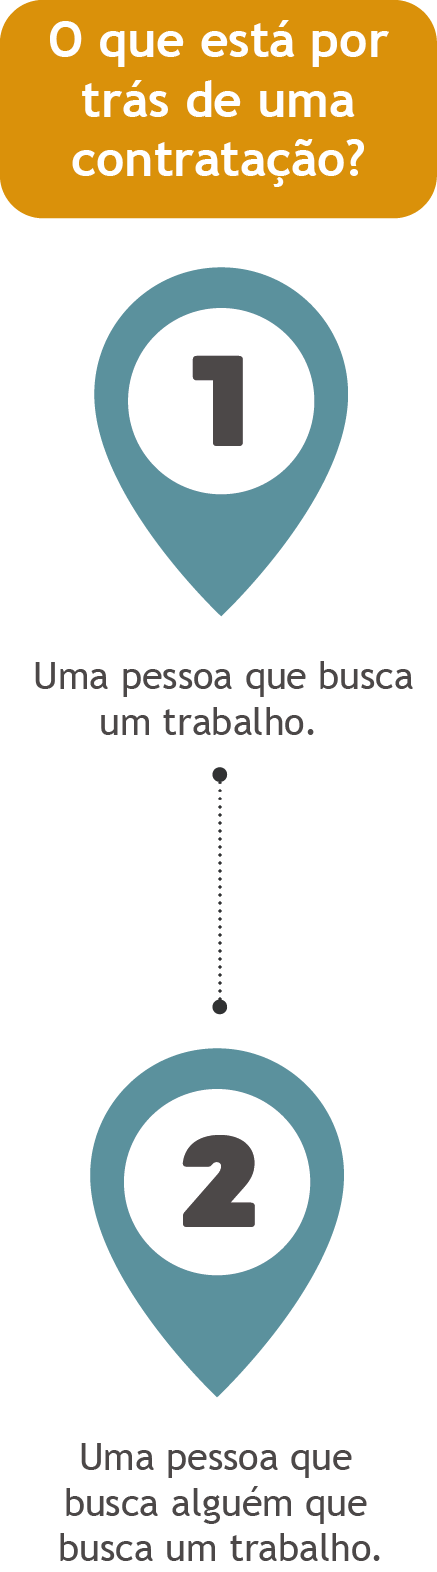 O que está por
trás de uma
contratação?
1
Uma pessoa que busca
um trabalho.
2
Uma pessoa que
busca alguém que
busca um trabalho.